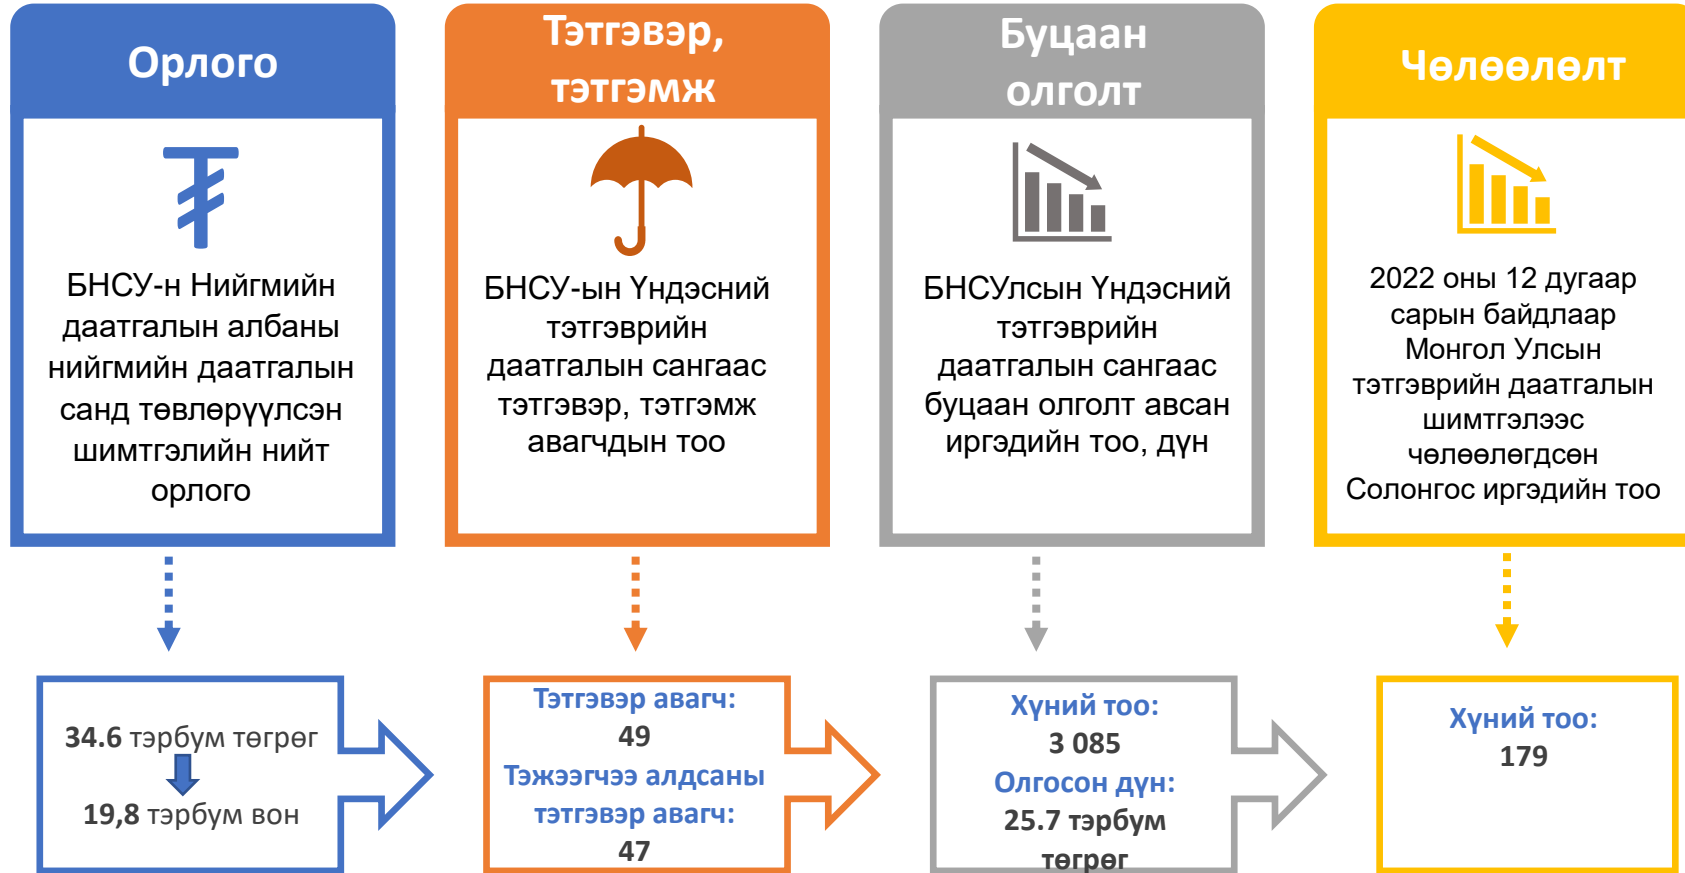 Орлого
БНСУ-н Нийгмийн
даатгалын албаны
нийгмийн даатгалын
санд төвлөрүүлсэн
шимтгэлийн нийт
орлого
34.6 тэрбум төгрөг
19,8 тэрбум вон
Тэтгэвэр,
тэтгэмж
БНСУ-ын Үндэсний
тэтгэврийн
даатгалын сангаас
тэтгэвэр, тэтгэмж
авагчдын тоо
Тэтгэвэр авагч:
49
Тэжээгчээ алдсаны
тэтгэвэр авагч:
47
Буцаан
олголт
БНСУлсын Үндэсний
тэтгэврийн
даатгалын сангаас
буцаан олголт авсан
иргэдийн тоо, дүн
Хүний тоо:
3 085
Олгосон дүн:
25.7 тэрбум
төгрөг
Чөлөөлөлт
2022 оны 12 дугаар
сарын байдлаар
Монгол Улсын
тэтгэврийн даатгалын
шимтгэлээс
чөлөөлөгдсөн
Солонгос иргэдийн тоо
Хүний тоо:
179